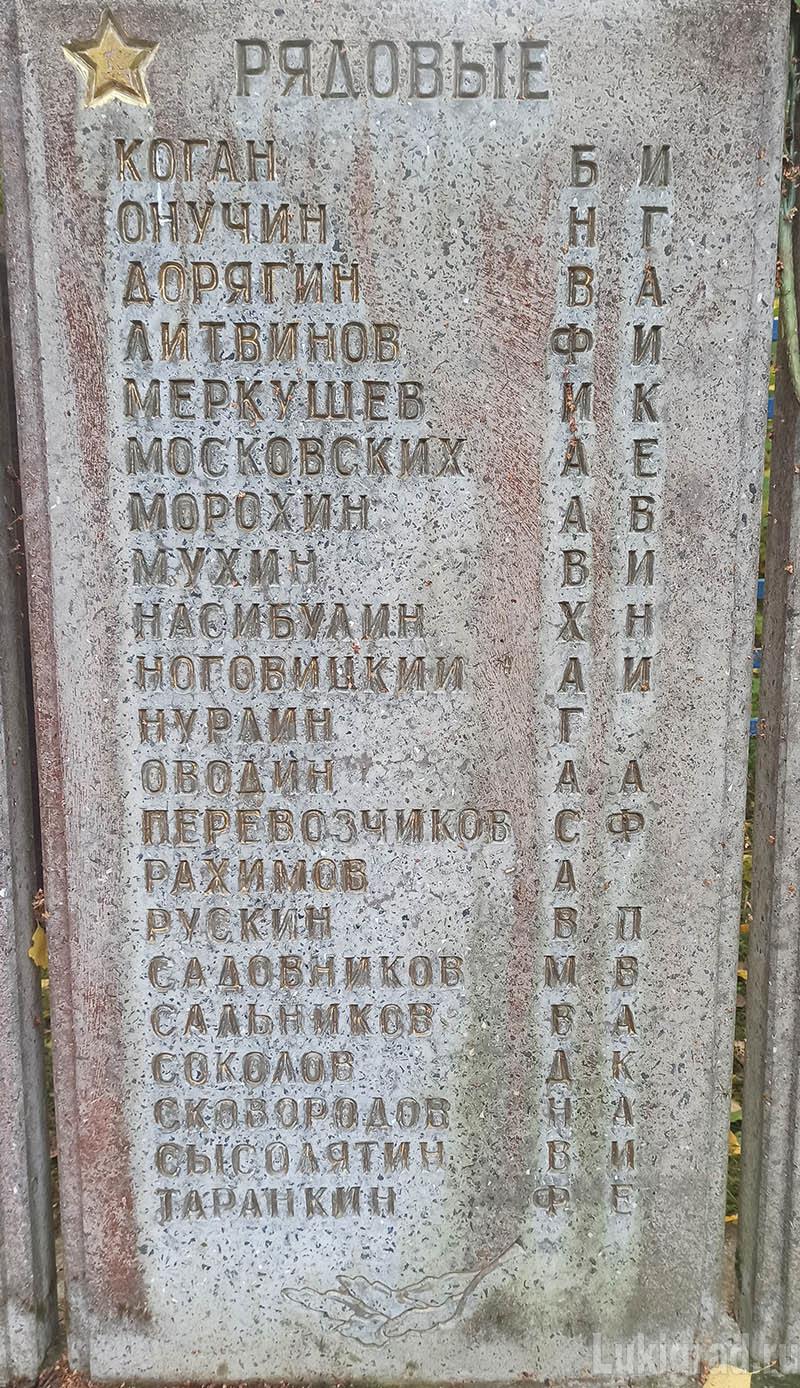 РЯДОВЫЕ
КОГАН Б И
ОНУЧИН Н Г
ДОРЯГИН В А
ЛИТВИНОВ Ф И
МЕРКУШЕВ И К
МОСКОВСКИХ А Е
МОРОХИН А В
МУХИН В И
НАСИБУЛИН Х Н
НОГОВИЦКИИ А И
НУРЛИН Г
ОВОДИН А А
ПЕРЕВОЗЧИКОВ С Ф
РАХИМОВ А
РУСКИН В П
САДОВНИКОВ М В
САЛЬНИКОВ В А
СОКОЛОВ Д К
СКОВОРОДОВ Н А
СЫСОЛЯТИН В И
ТАРАНКИН Ф Е
Lukigrad.ru